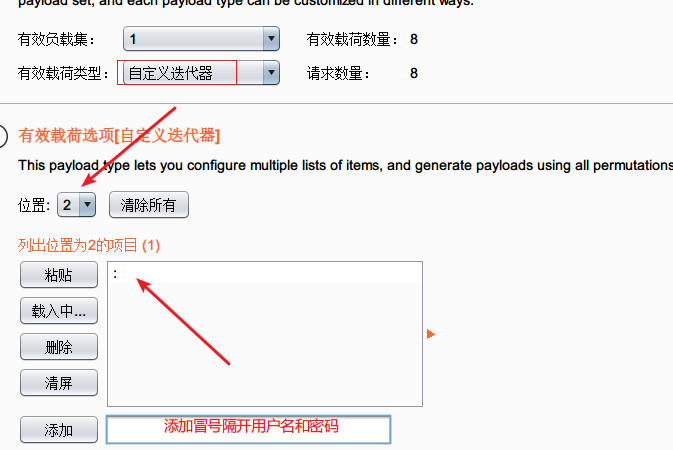 payload set, and each payload type can be customized in different ways.
有效负载集： 1 有效载荷数量： 8
有效载荷类型： 自定义迭代器 请求数量： 8
有效载荷选项[自定义迭代器]
This payload type lets you configure multiple lists of items, and generate payloads using all permutations
位置: 2 清除所有
列出位置为2的项目 (1)
粘贴 :
载入中...
删除
清屏
添加 添加冒号隔开用户名和密码